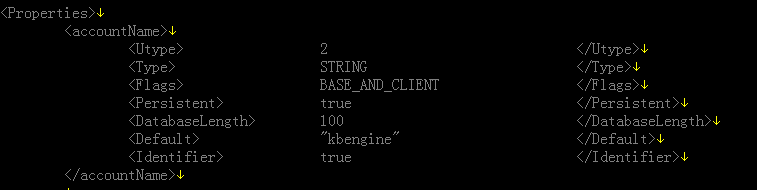 <Properties>↓
<accountName>↓
<Utype> 2 </Utype>↓
<Type> STRING </Type>↓
<Flags> BASE_AND_CLIENT </Flags>↓
<Persistent> true </Persistent>↓
<DatabaseLength> 100 </DatabaseLength>↓
<Default> "kbengine" </Default>↓
<Identifier> true </Identifier>↓
</accountName>↓